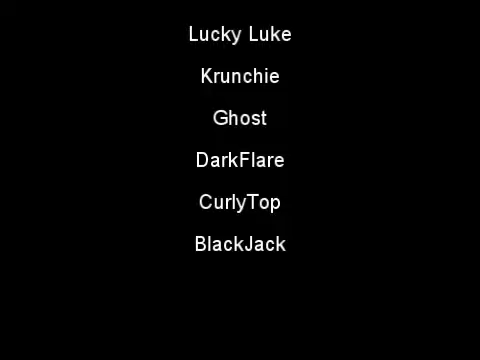 Lucky Luke
Krunchie
Ghost
DarkFlare
CurlyTop
BlackJack